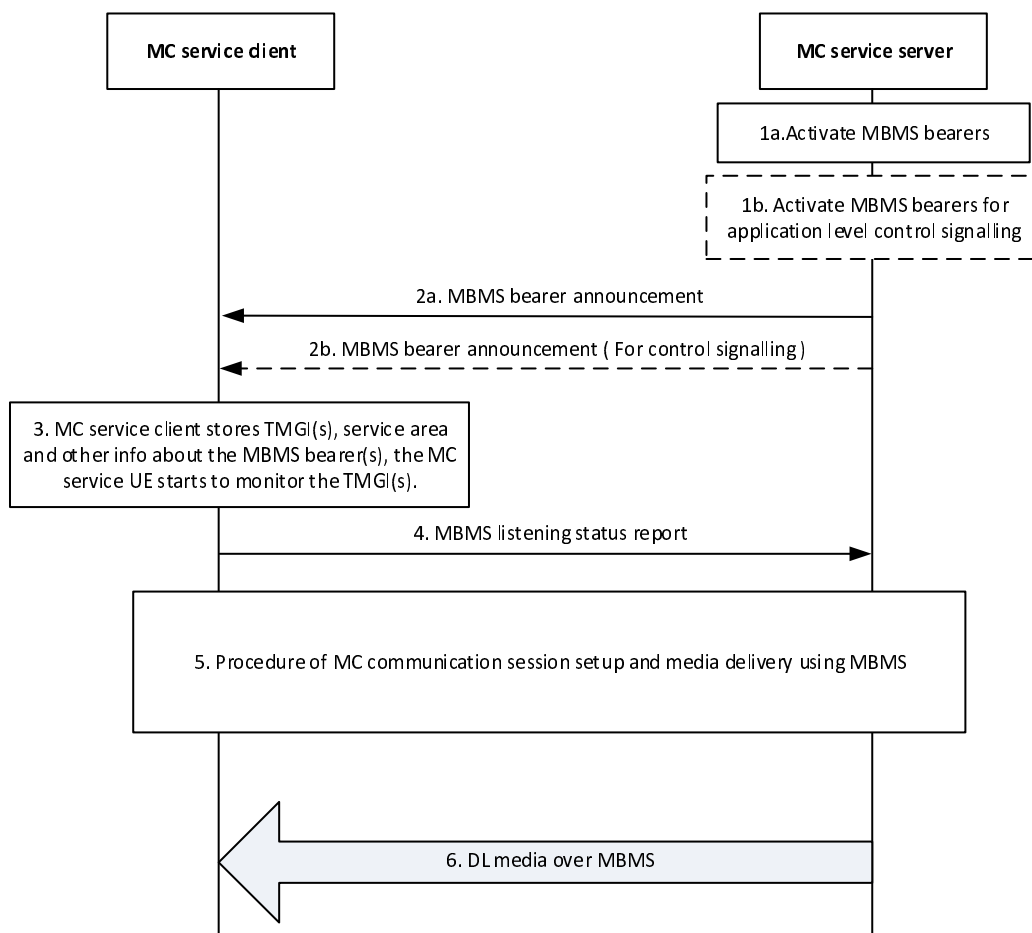 MC service client
MC service server
1a.Activate MBMS bearers
1b. Activate MBMS bearers for
application level control signalling
2a. MBMS bearer announcement
2b. MBMS bearer announcement ( For control signalling )
3. MC service client stores TMGI(s), service area
and other info about the MBMS bearer(s), the MC
service UE starts to monitor the TMGI(s).
4. MBMS listening status report
5. Procedure of MC communication session setup and media delivery using MBMS
6. DL media over MBMS